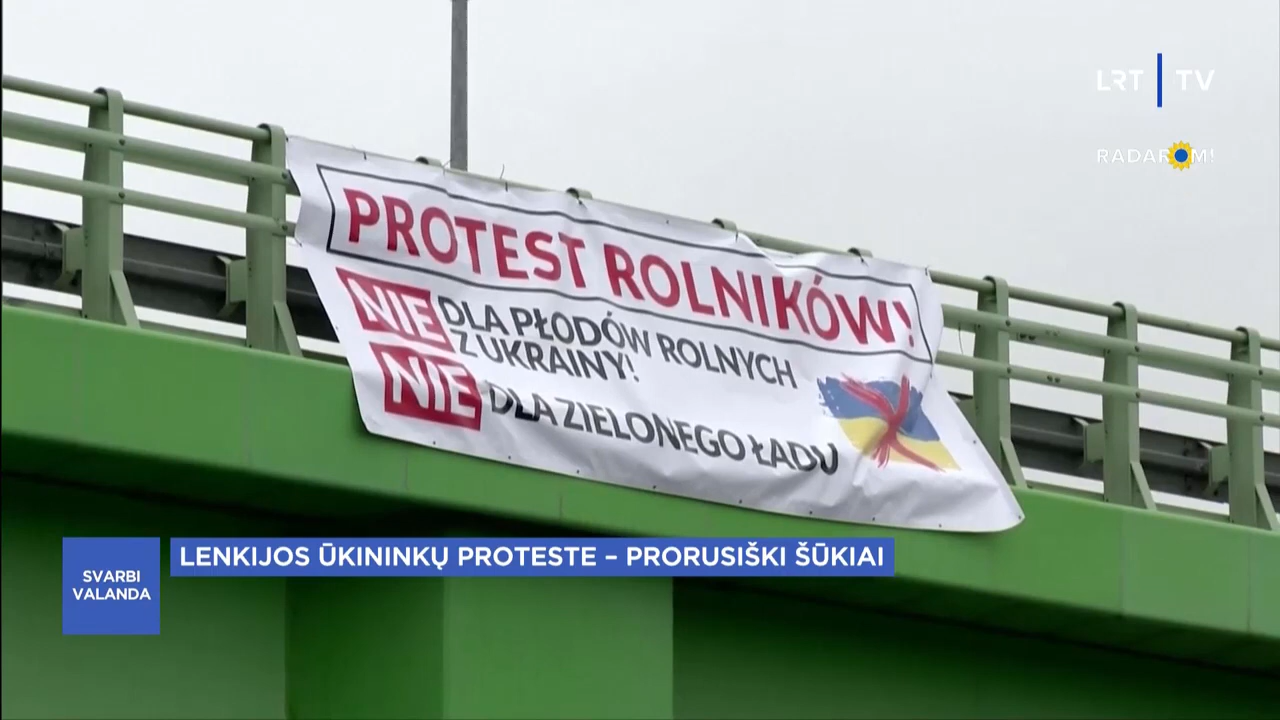 LRT TV
RADAROM!
PROTEST ROLNIKÓW!
NIE DLA PŁODÓW ROLNYCH
Z UKRAINY!
NIE DLA ZIELONEGO ŁADU
LENKIJOS ŪKININKŲ PROTESTE – PRORUSIŠKI ŠŪKIAI
SVARBI
VALANDA